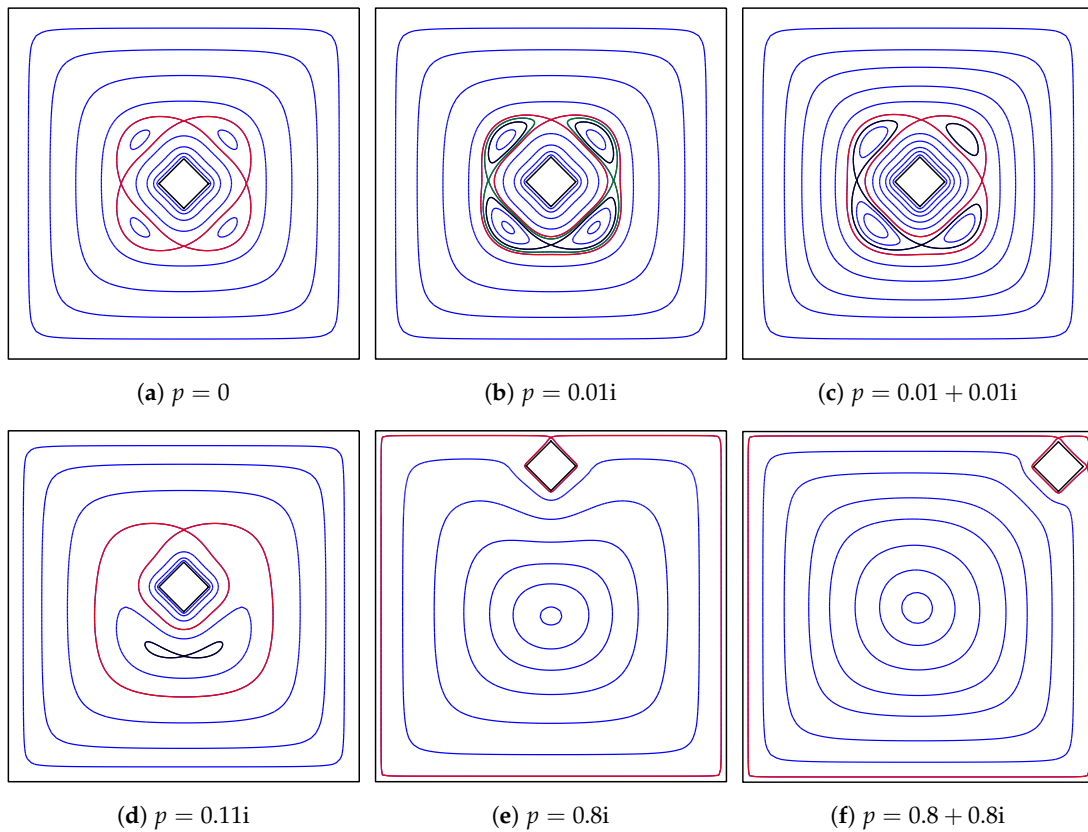 (a) p = 0
(b) p = 0.01i
(c) p = 0.01 + 0.01i
(d) p = 0.11i
(e) p = 0.8i
(f) p = 0.8 + 0.8i